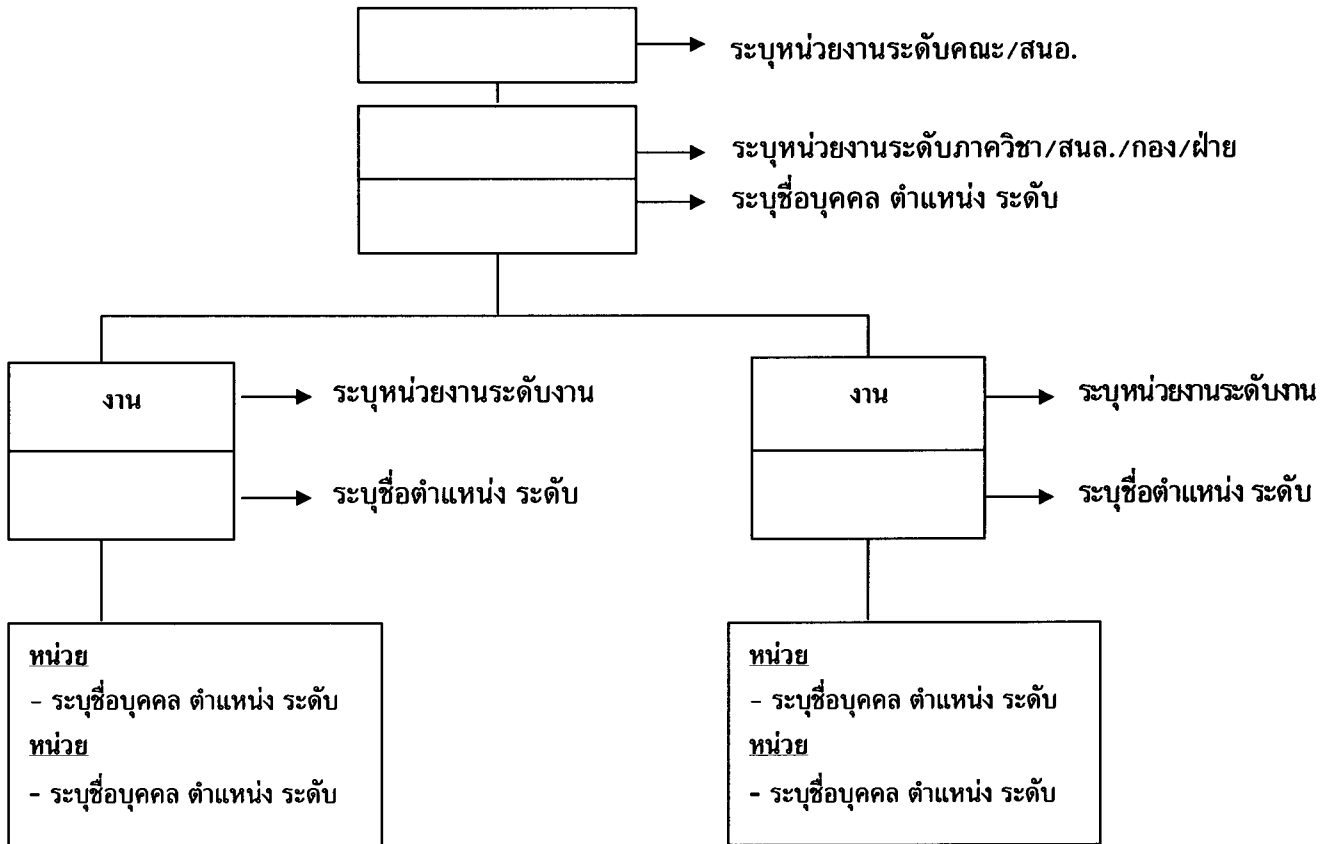 ระบุหน่วยงานระดับคณะ/สนอ.
ระบุหน่วยงานระดับภาควิชา/สนล./กอง/ฝ่าย
ระบุชื่อบุคคล ตำแหน่ง ระดับ
งาน
ระบุหน่วยงานระดับงาน
ระบุชื่อตำแหน่ง ระดับ
งาน
ระบุหน่วยงานระดับงาน
ระบุชื่อตำแหน่ง ระดับ
หน่วย
- ระบุชื่อบุคคล ตำแหน่ง ระดับ
หน่วย
- ระบุชื่อบุคคล ตำแหน่ง ระดับ
หน่วย
- ระบุชื่อบุคคล ตำแหน่ง ระดับ
หน่วย
- ระบุชื่อบุคคล ตำแหน่ง ระดับ